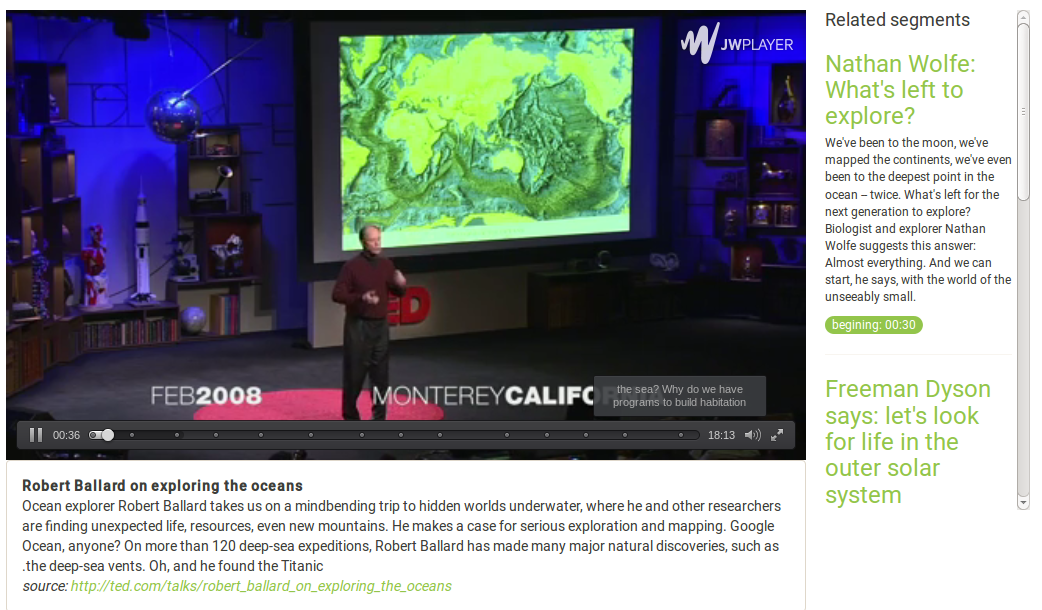 JWPLAYER
ED
FEB2008
MONTEREYCALIFO
the sea? Why do we have
programs to build habitation
00:36
18:13
Robert Ballard on exploring the oceans
Ocean explorer Robert Ballard takes us on a mindbending trip to hidden worlds underwater, where he and other researchers
are finding unexpected life, resources, even new mountains. He makes a case for serious exploration and mapping. Google
Ocean, anyone? On more than 120 deep-sea expeditions, Robert Ballard has made many major natural discoveries, such as
.the deep-sea vents. Oh, and he found the Titanic
source: http://ted.com/talks/robert_ballard_on_exploring_the_oceans
Related segments
Nathan Wolfe:
What's left to
explore?
We've been to the moon, we've
mapped the continents, we've even
been to the deepest point in the
ocean – twice. What's left for the
next generation to explore?
Biologist and explorer Nathan
Wolfe suggests this answer:
Almost everything. And we can
start, he says, with the world of the
unseeably small.
begining: 00:30
Freeman Dyson
says: let's look
for life in the
outer solar
system